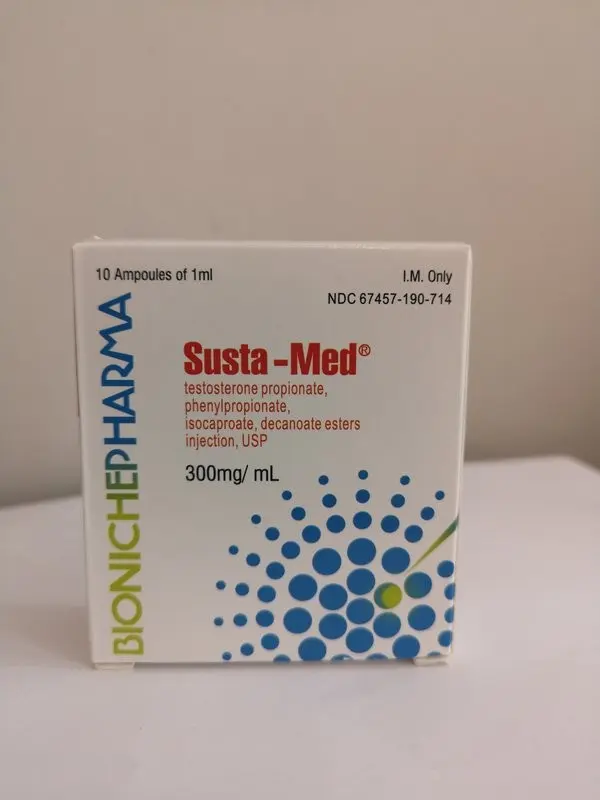 10 Ampoules of 1ml
I.M. Only
NDC 67457-190-714
BIONICHEPHARMA
Susta-Med®
testosterone propionate,
phenylpropionate,
isocaproate, decanoate esters
injection, USP
300mg/ mL